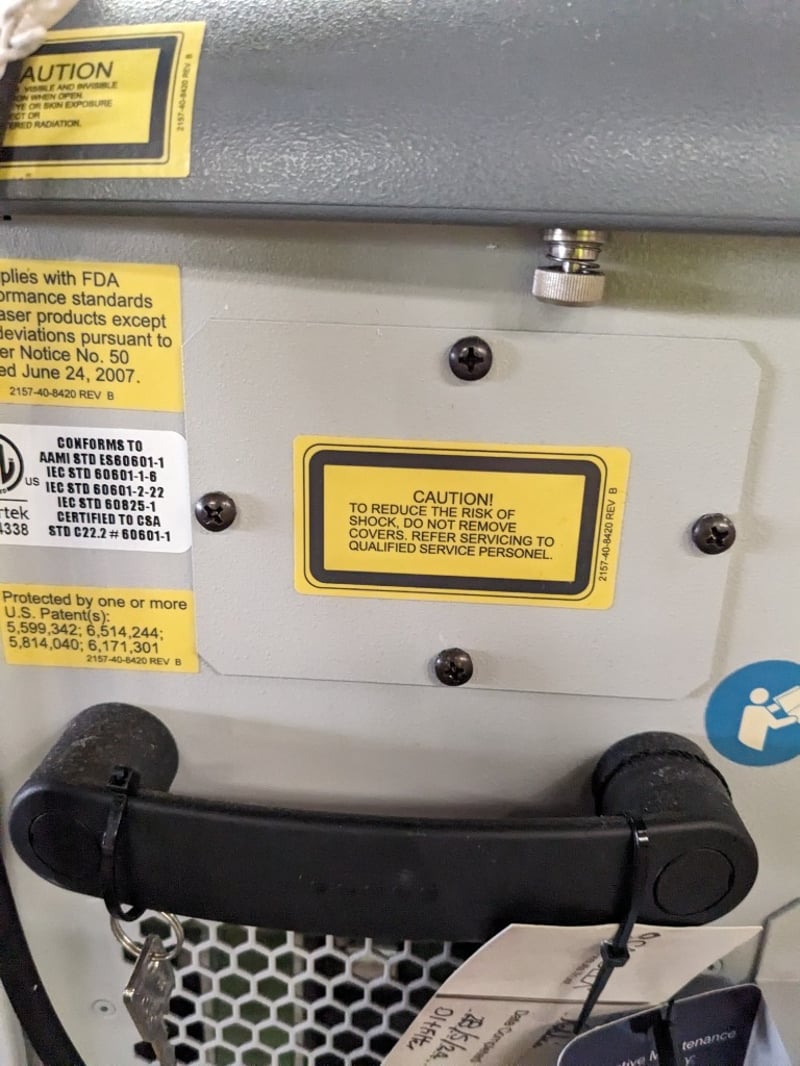 AUTION
VISIBLE AND INVISIBLE
ON WHEN OPEN.
YE OR SKIN EXPOSURE
ECT OR
ERED RADIATION.
2157-40-8420 REV B
plies with FDA
ormance standards
aser products except
deviations pursuant to
er Notice No. 50
ed June 24, 2007.
2157-40-8420 REV B
US
rtek
4338
CONFORMS TO
AAMI STD ES60601-1
IEC STD 60601-1-6
IEC STD 60601-2-22
IEC STD 60825-1
CERTIFIED TO CSA
STD C22.2 # 60601-1
CAUTION!
TO REDUCE THE RISK OF
SHOCK, DO NOT REMOVE
COVERS. REFER SERVICING TO
QUALIFIED SERVICE PERSONEL.
2157-40-8420 REV B
Protected by one or more
U.S. Patent(s):
5,599,342; 6,514,244;
5,814,040; 6,171,301
2157-40-8420 REV B
Date Completed
tive Maintenance
y: